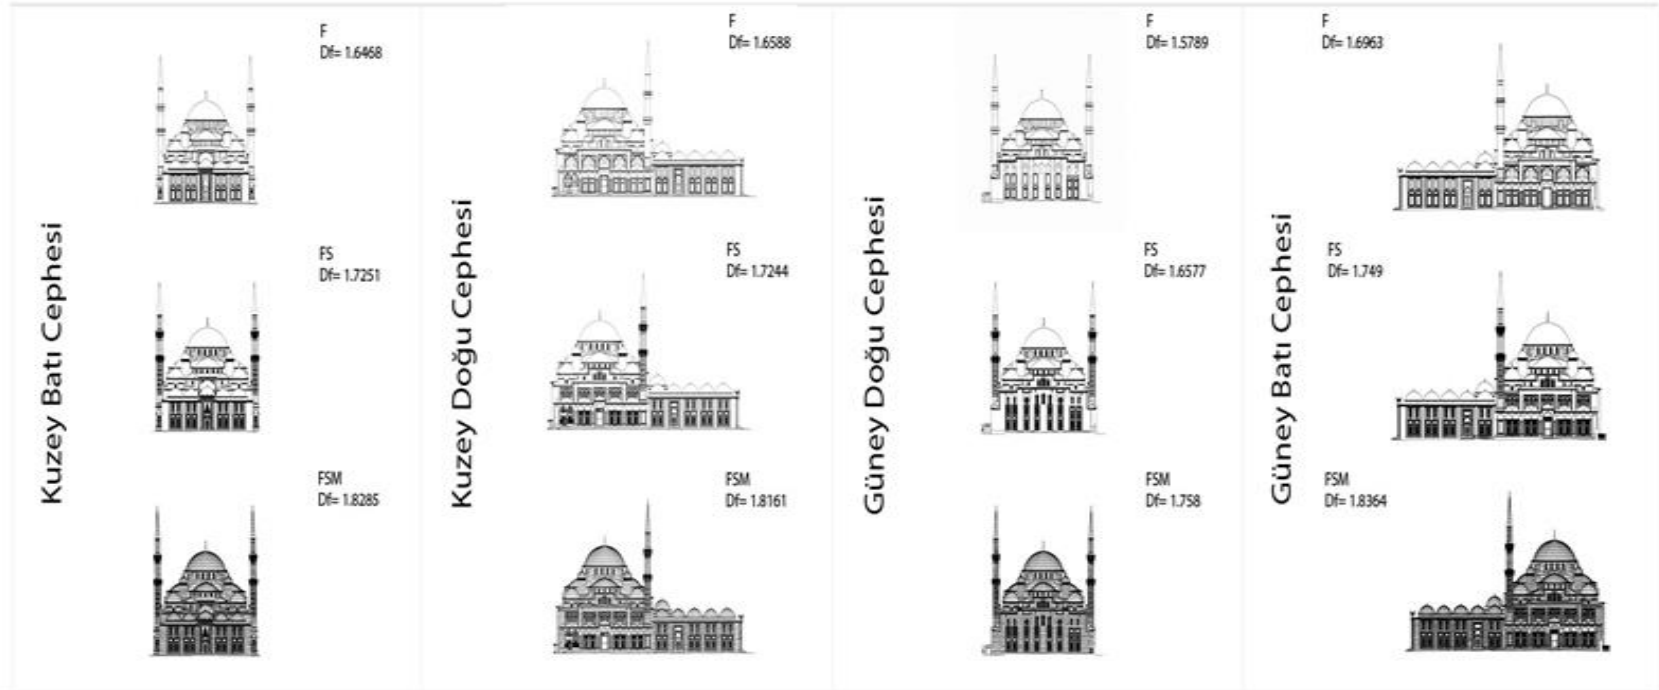 Kuzey Batı Cephesi
F
Df= 1.6468
FS
Df= 1.7251
FSM
Df= 1.8285
Kuzey Doğu Cephesi
F
Df= 1.6588
FS
Df= 1.7244
FSM
Df= 1.8161
Güney Doğu Cephesi
F
Df= 1.5789
FS
Df= 1.6577
FSM
Df= 1.758
Güney Batı Cephesi
F
Df= 1.6963
FS
Df= 1.749
FSM
Df= 1.8364